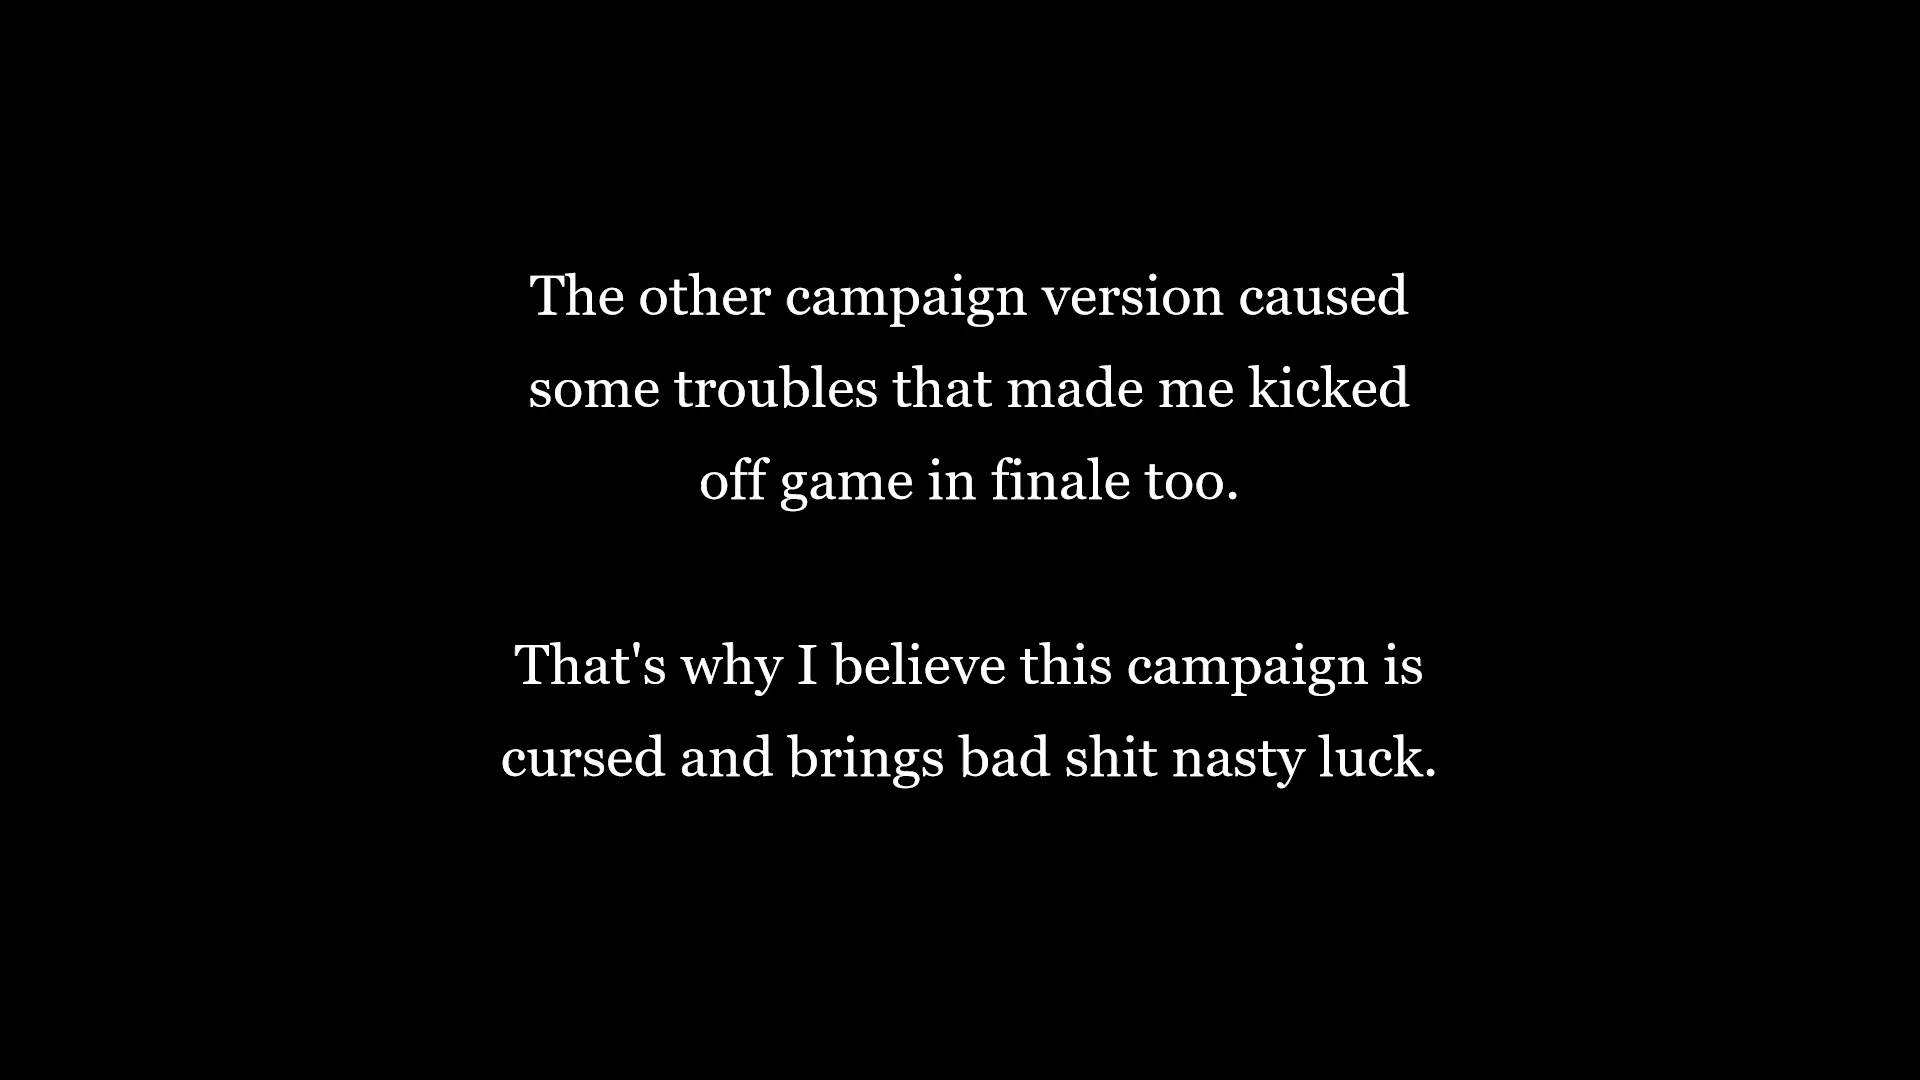 The other campaign version caused
some troubles that made me kicked
off game in finale too.
That's why I believe this campaign is
cursed and brings bad shit nasty luck.